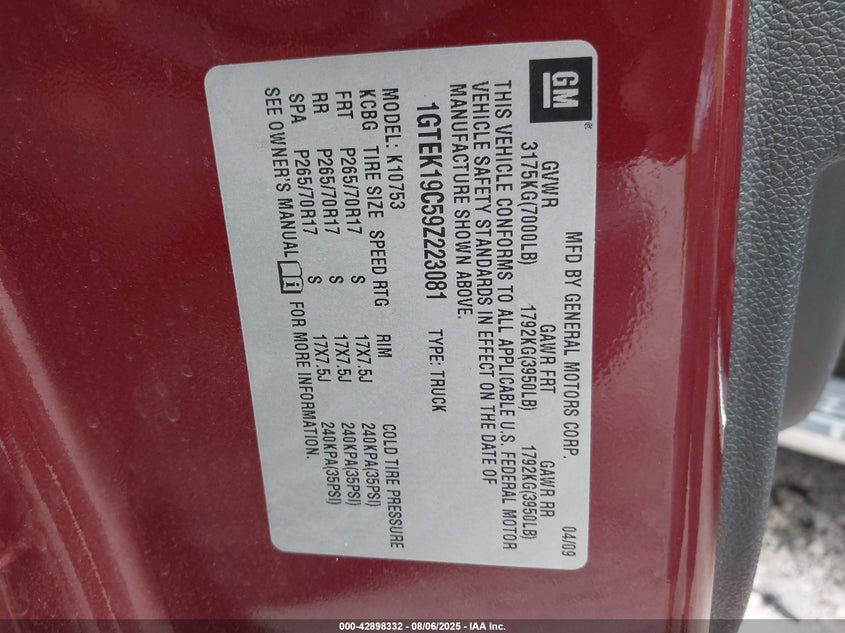 GM
MFD BY GENERAL MOTORS CORP. 04/09
GVWR GAWR FRT GAWR RR
3175KG(7000LB) 1792KG(3950LB) 1792KG(3950LB)
THIS VEHICLE CONFORMS TO ALL APPLICABLE U.S. FEDERAL MOTOR
VEHICLE SAFETY STANDARDS IN EFFECT ON THE DATE OF
MANUFACTURE SHOWN ABOVE.
1GTEK19C59Z223081 TYPE: TRUCK
MODEL: K10753
KCBG TIRE SIZE SPEED RTG RIM COLD TIRE PRESSURE
FRT P265/70R17 S 17X7.5J 240KPA(35PSI)
RR P265/70R17 S 17X7.5J 240KPA(35PSI)
SPA P265/70R17 S 17X7.5J 240KPA(35PSI)
SEE OWNER'S MANUAL FOR MORE INFORMATION.
000-42898332 - 08/06/2025 - IAA Inc.